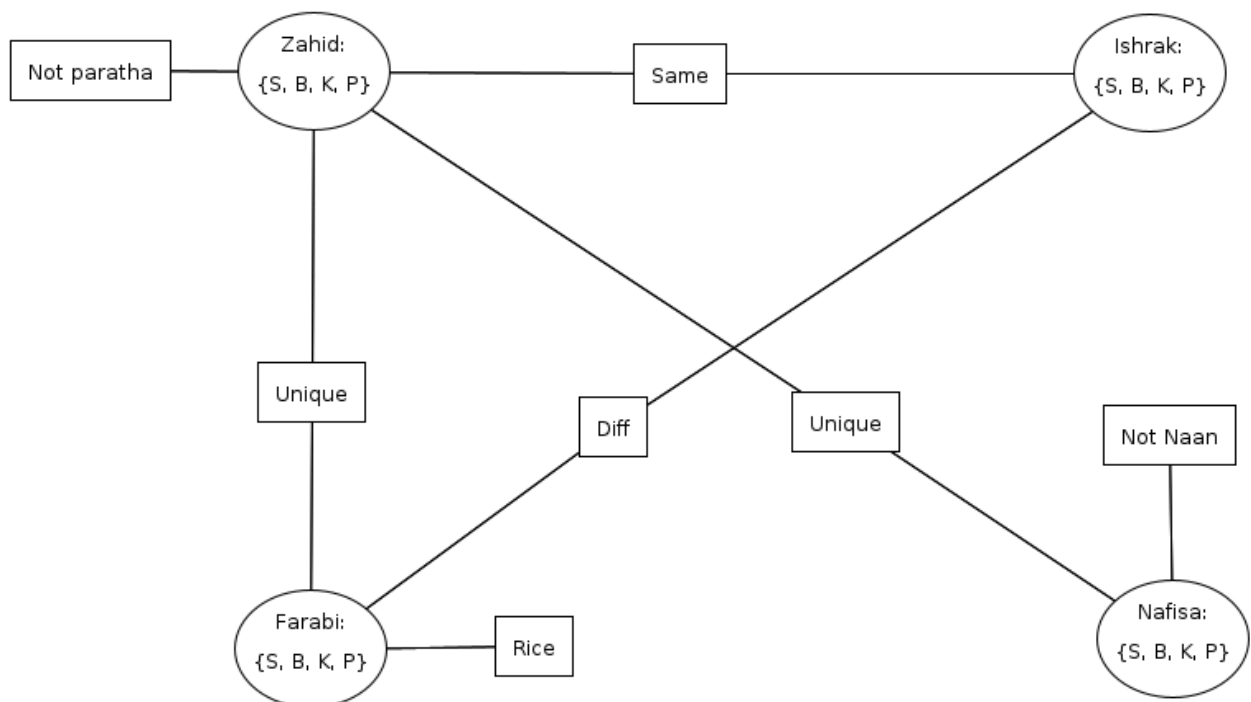 Zahid:
{S, B, K, P}
Not paratha
Same
Ishrak:
{S, B, K, P}
Unique
Diff
Unique
Not Naan
Farabi:
{S, B, K, P}
Rice
Nafisa:
{S, B, K, P}